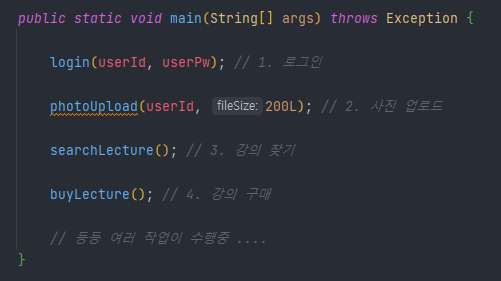 public static void main(String[] args) throws Exception {
login(userId, userPw); // 1. 로그인
photoUpload(userId, fileSize: 200L); // 2. 사진 업로드
searchLecture(); // 3. 강의 찾기
buyLecture(); // 4. 강의 구매
// 등등 여러 작업이 수행중 ....
}